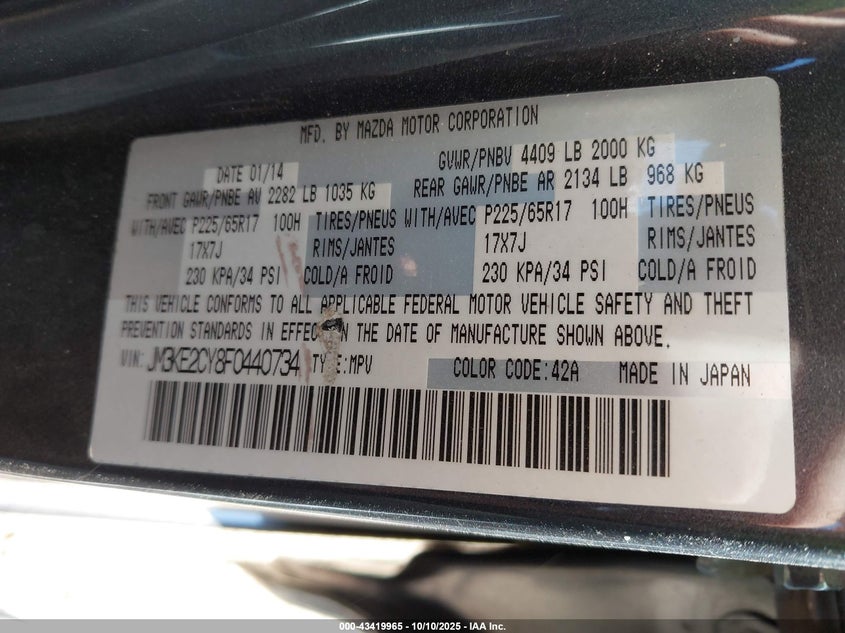 MFD. BY MAZDA MOTOR CORPORATION
DATE 01/14 GVWR/PNBV 4409 LB 2000 KG
FRONT GAWR/PNBE AV 2282 LB 1035 KG REAR GAWR/PNBE AR 2134 LB 968 KG
WITH/AVEC P225/65R17 100H TIRES/PNEUS WITH/AVEC P225/65R17 100H TIRES/PNEUS
17X7J RIMS/JANTES 17X7J RIMS/JANTES
230 KPA/34 PSI COLD/A FROID 230 KPA/34 PSI COLD/A FROID
THIS VEHICLE CONFORMS TO ALL APPLICABLE FEDERAL MOTOR VEHICLE SAFETY AND THEFT
PREVENTION STANDARDS IN EFFECT ON THE DATE OF MANUFACTURE SHOWN ABOVE.
VIN: JM3KE2CY8F0440734 TYPE:MPV COLOR CODE:42A MADE IN JAPAN
000-43419965 - 10/10/2025 - IAA Inc.